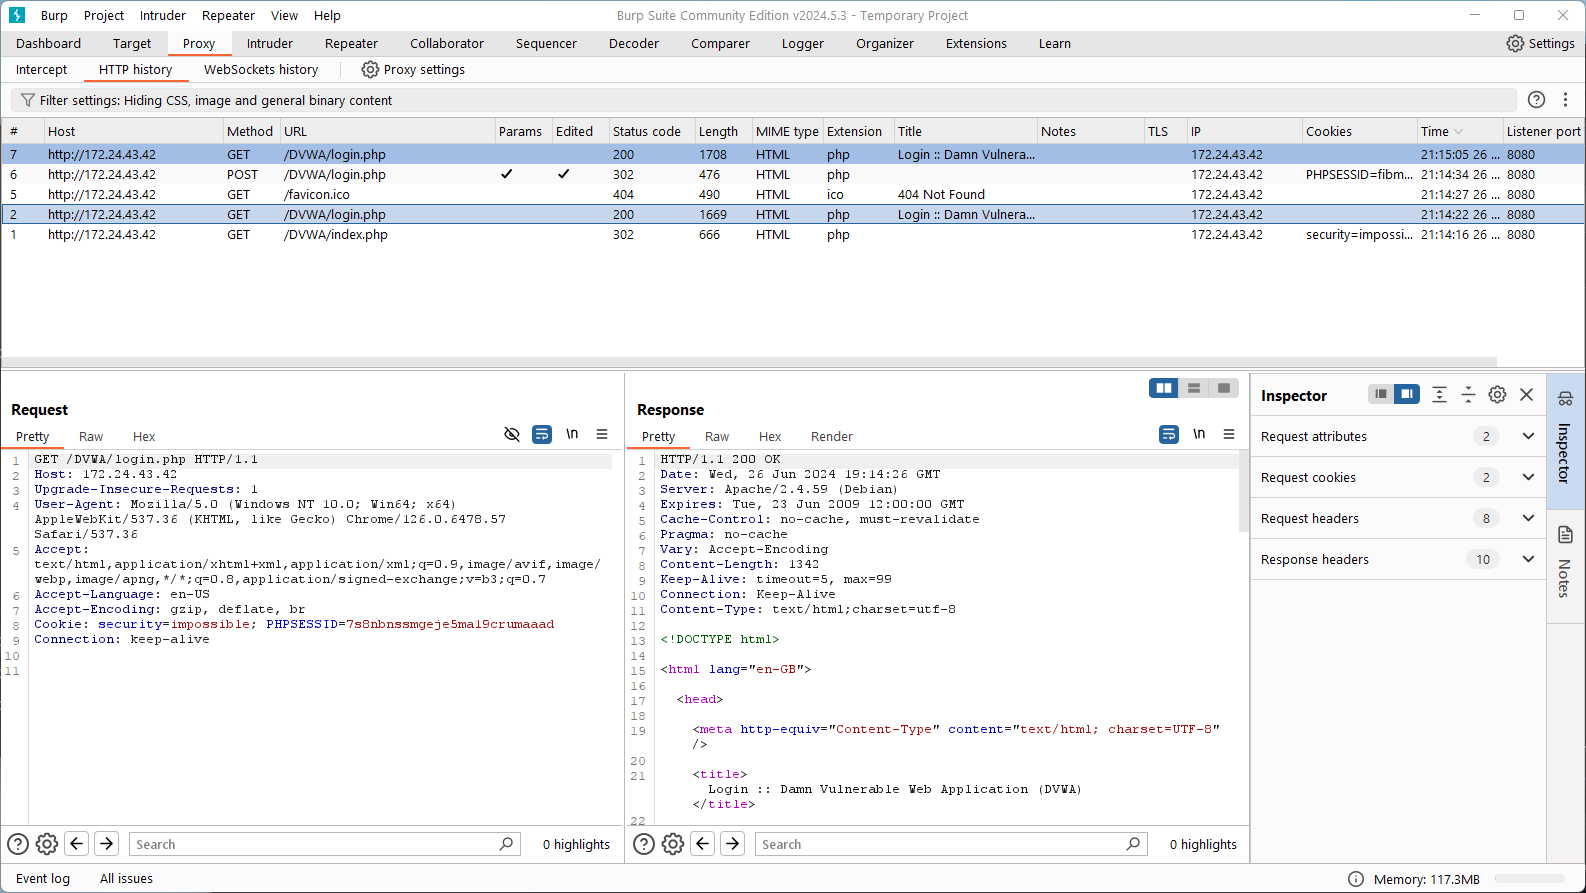 Burp Project Intruder Repeater View Help Burp Suite Community Edition v2024.5.3 - Temporary Project
Dashboard Target Proxy Intruder Repeater Collaborator Sequencer Decoder Comparer Logger Organizer Extensions Learn Settings
Intercept HTTP history WebSockets history Proxy settings
Filter settings: Hiding CSS, image and general binary content
# Host Method URL Params Edited Status code Length MIME type Extension Title Notes TLS IP Cookies Time Listener port
7 http://172.24.43.42 GET /DVWA/login.php 200 1708 HTML php Login :: Damn Vulnera... 172.24.43.42 21:15:05 26 ... 8080
6 http://172.24.43.42 POST /DVWA/login.php ✓ ✓ 302 476 HTML php 172.24.43.42 PHPSESSID=fibm... 21:14:34 26 ... 8080
5 http://172.24.43.42 GET /favicon.ico 404 490 HTML ico 404 Not Found 172.24.43.42 21:14:27 26 ... 8080
2 http://172.24.43.42 GET /DVWA/login.php 200 1669 HTML php Login :: Damn Vulnera... 172.24.43.42 21:14:22 26 ... 8080
1 http://172.24.43.42 GET /DVWA/index.php 302 666 HTML php 172.24.43.42 security=impossi... 21:14:16 26 ... 8080
Request
Pretty Raw Hex \n
1 GET /DVWA/login.php HTTP/1.1
2 Host: 172.24.43.42
3 Upgrade-Insecure-Requests: 1
4 User-Agent: Mozilla/5.0 (Windows NT 10.0; Win64; x64)
AppleWebKit/537.36 (KHTML, like Gecko) Chrome/126.0.6478.57
Safari/537.36
5 Accept:
text/html,application/xhtml+xml,application/xml;q=0.9,image/avif,image/
webp,image/apng,*/*;q=0.8,application/signed-exchange;v=b3;q=0.7
6 Accept-Language: en-US
7 Accept-Encoding: gzip, deflate, br
8 Cookie: security=impossible; PHPSESSID=7s8nbnssmgeje5ma19crumaaad
9 Connection: keep-alive
10
11
Search 0 highlights
Response
Pretty Raw Hex Render \n
1 HTTP/1.1 200 OK
2 Date: Wed, 26 Jun 2024 19:14:26 GMT
3 Server: Apache/2.4.59 (Debian)
4 Expires: Tue, 23 Jun 2009 12:00:00 GMT
5 Cache-Control: no-cache, must-revalidate
6 Pragma: no-cache
7 Vary: Accept-Encoding
8 Content-Length: 1342
9 Keep-Alive: timeout=5, max=99
10 Connection: Keep-Alive
11 Content-Type: text/html;charset=utf-8
12
13 <!DOCTYPE html>
14
15 <html lang="en-GB">
16
17 <head>
18
19 <meta http-equiv="Content-Type" content="text/html; charset=UTF-8"
/>
20
21 <title>
Login :: Damn Vulnerable Web Application (DVWA)
</title>
22
Search 0 highlights
Inspector
Request attributes 2
Request cookies 2
Request headers 8
Response headers 10
Inspector
Notes
Event log All issues Memory: 117.3MB